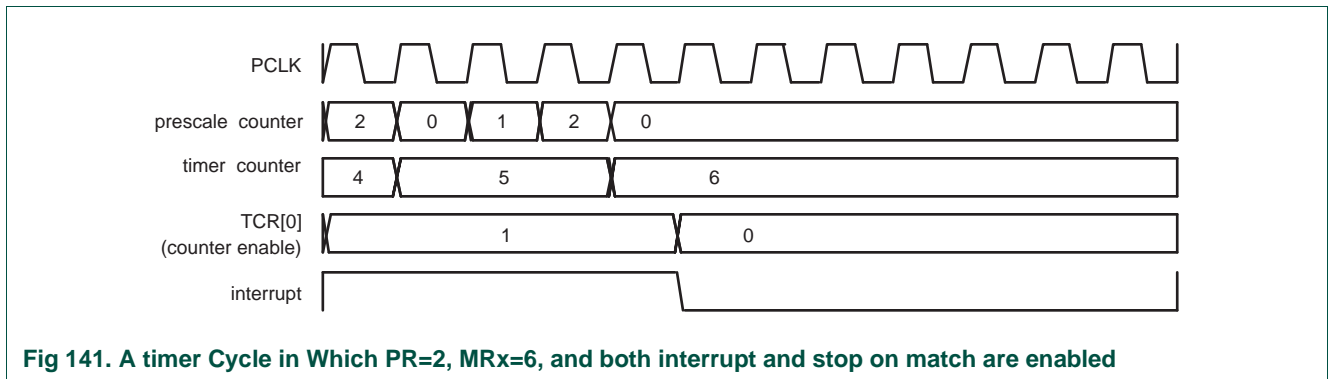 PCLK
prescale counter 2 0 1 2 0
timer counter 4 5 6
TCR[0] 
(counter enable) 1 0
interrupt
Fig 141. A timer Cycle in Which PR=2, MRx=6, and both interrupt and stop on match are enabled